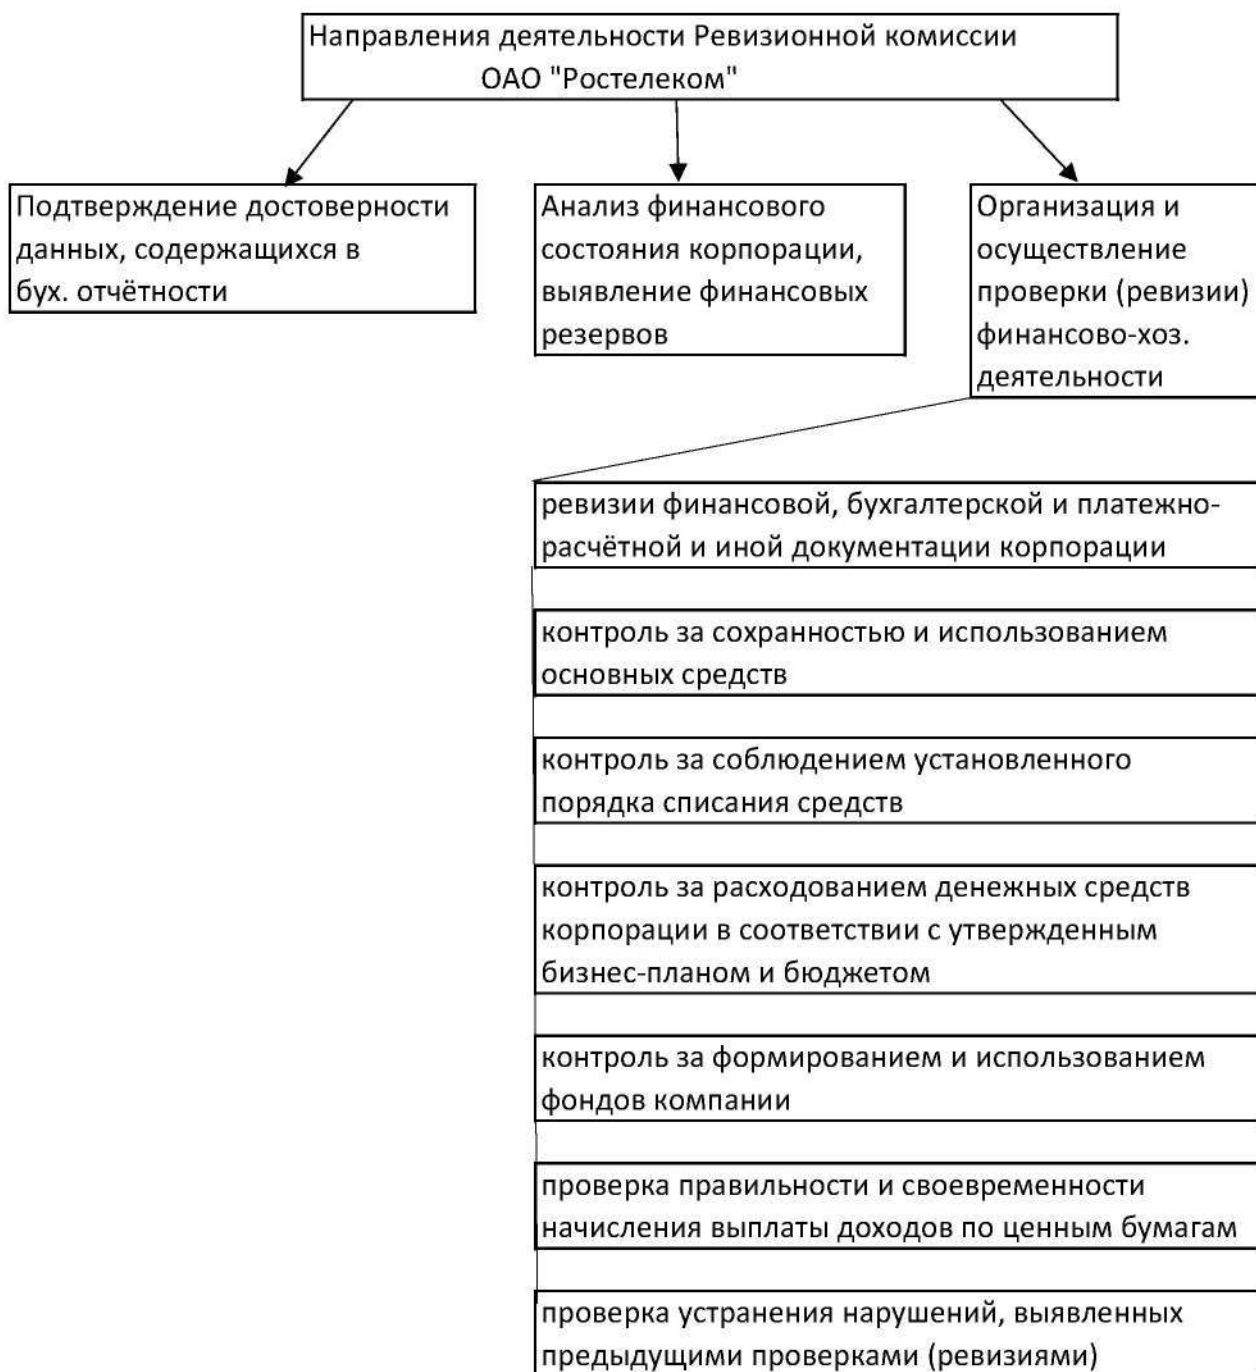 Направления деятельности Ревизионной комиссии
ОАО "Ростелеком"
Подтверждение достоверности
данных, содержащихся в
бух. отчётности
Анализ финансового
состояния корпорации,
выявление финансовых
резервов
Организация и
осуществление
проверки (ревизии)
финансово-хоз.
деятельности
ревизии финансовой, бухгалтерской и платежно-
расчётной и иной документации корпорации
контроль за сохранностью и использованием
основных средств
контроль за соблюдением установленного
порядка списания средств
контроль за расходованием денежных средств
корпорации в соответствии с утвержденным
бизнес-планом и бюджетом
контроль за формированием и использованием
фондов компании
проверка правильности и своевременности
начисления выплаты доходов по ценным бумагам
проверка устранения нарушений, выявленных
предыдущими проверками (ревизиями)